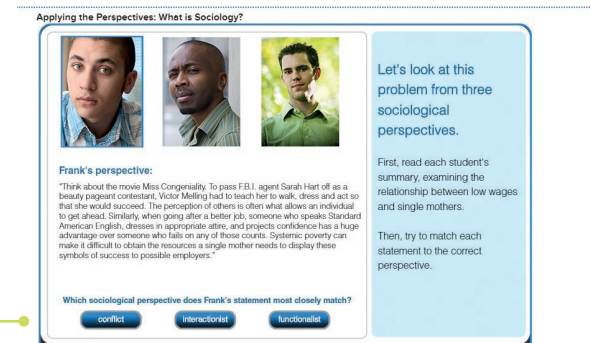 Applying the Perspectives: What is Sociology?
Frank's perspective:
"Think about the movie Miss Congeniality. To pass F.B.I. agent Sarah Hart off as a
beauty pageant contestant, Victor Melling had to teach her to walk, dress and act so
that she would succeed. The perception of others is often what allows an individual
to get ahead. Similarly, when going after a better job, someone who speaks Standard
American English, dresses in appropriate attire, and projects confidence has a huge
advantage over someone who fails on any of those counts. Systemic poverty can
make it difficult to obtain the resources a single mother needs to display these
symbols of success to possible employers."
Which sociological perspective does Frank's statement most closely match?
conflict
interactionist
functionalist
Let's look at this
problem from three
sociological
perspectives.
First, read each student's
summary, examining the
relationship between low wages
and single mothers.
Then, try to match each
statement to the correct
perspective.